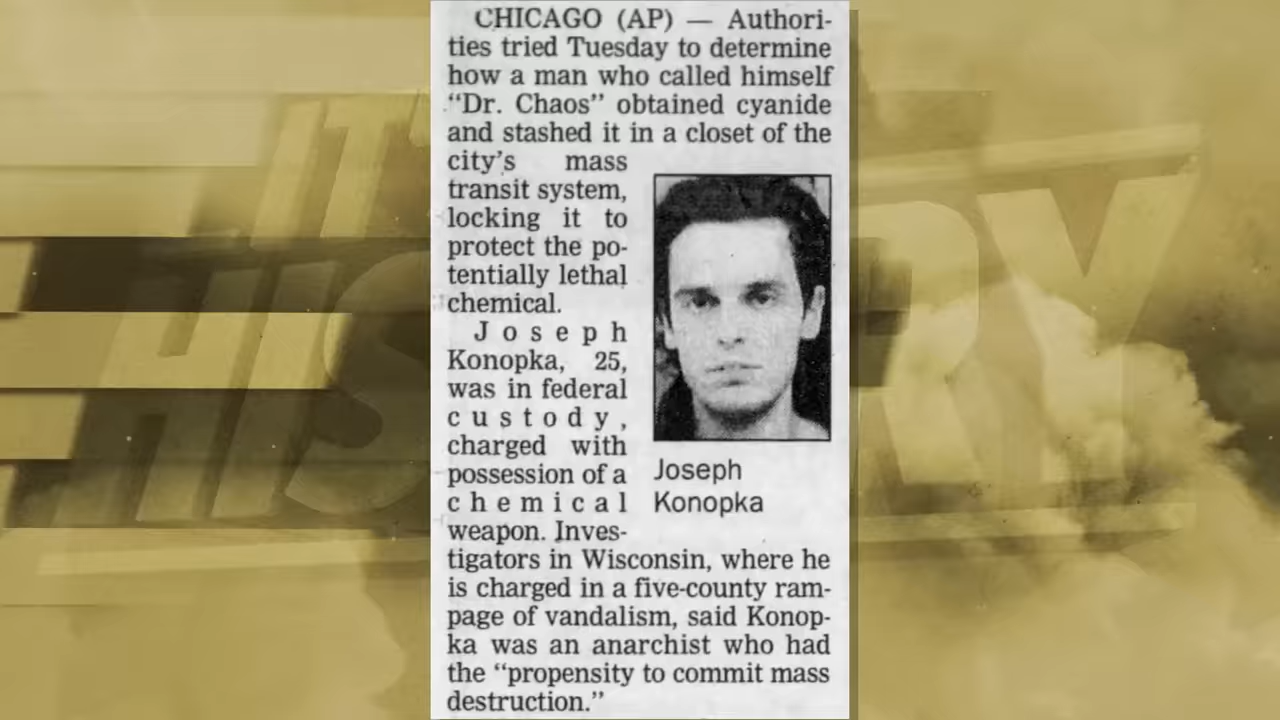 CHICAGO (AP) — Authori-
ties tried Tuesday to determine
how a man who called himself
“Dr. Chaos” obtained cyanide
and stashed it in a closet of the
city’s mass
transit system,
locking it to
protect the po-
tentially lethal
chemical.
Joseph
Konopka, 25,
was in federal
custody,
charged with
possession of a
chemical
weapon. Inves-
tigators in Wisconsin, where he
is charged in a five-county ram-
page of vandalism, said Konop-
ka was an anarchist who had
the “propensity to commit mass
destruction.”
Joseph
Konopka
IT'
HIS RY